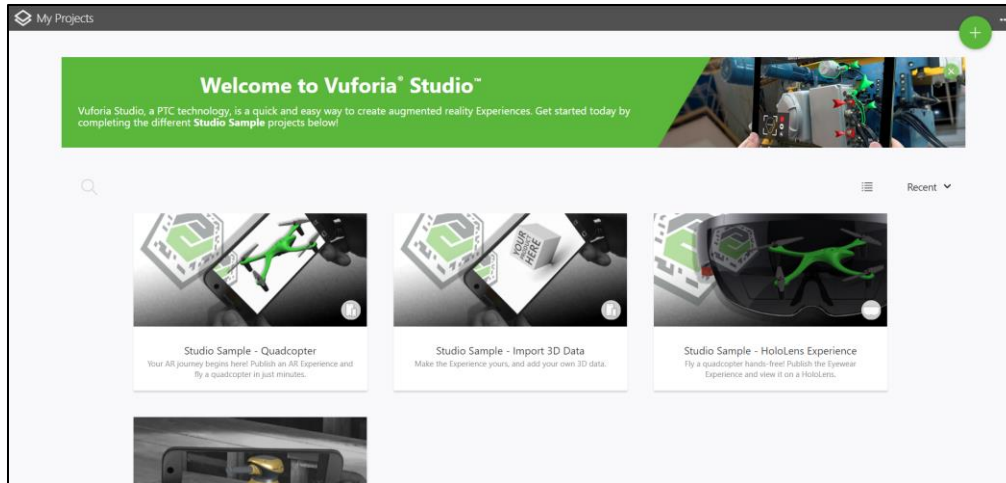 My Projects
Welcome to Vuforia® Studio™
Vuforia Studio, a PTC technology, is a quick and easy way to create augmented reality Experiences. Get started today by
completing the different Studio Sample projects below!
Recent
YOUR
PRODUCT
HERE
Studio Sample - Quadcopter
Your AR journey begins here! Publish an AR Experience and
fly a quadcopter in just minutes.
Studio Sample - Import 3D Data
Make the Experience yours, and add your own 3D data.
Studio Sample - HoloLens Experience
Fly a quadcopter hands-free! Publish the Eyewear
Experience and view it on a HoloLens.